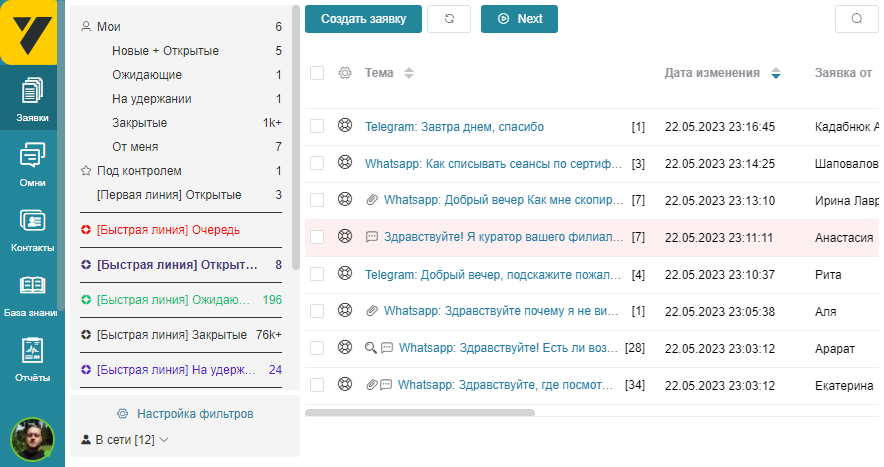 Заявки
Омни
Контакты
База знани
Отчёты
Мои 6
Новые + Открытые 5
Ожидающие 1
На удержании 1
Закрытые 1k+
От меня 7
Под контролем 1
[Первая линия] Открытые 3
[Быстрая линия] Очередь
[Быстрая линия] Открыт... 8
[Быстрая линия] Ожидаю... 196
[Быстрая линия] Закрытые 76k+
[Быстрая линия] На удерж... 24
Настройка фильтров
В сети [12]
Создать заявку Next
Тема Дата изменения Заявка от
Telegram: Завтра днем, спасибо [1] 22.05.2023 23:16:45 Кадабнюк А
Whatsapp: Как списывать сеансы по сертиф... [3] 22.05.2023 23:14:25 Шаповалов
Whatsapp: Добрый вечер Как мне скопир... [7] 22.05.2023 23:13:10 Ирина Лавр
Здравствуйте! Я куратор вашего филиал... [7] 22.05.2023 23:11:11 Анастасия
Telegram: Добрый вечер, подскажите пожал... [4] 22.05.2023 23:10:37 Рита
Whatsapp: Здравствуйте почему я не ви... [1] 22.05.2023 23:05:38 Аля
Whatsapp: Здравствуйте! Есть ли воз... [28] 22.05.2023 23:03:12 Арарат
Whatsapp: Здравствуйте, где посмот... [34] 22.05.2023 23:03:12 Екатерина